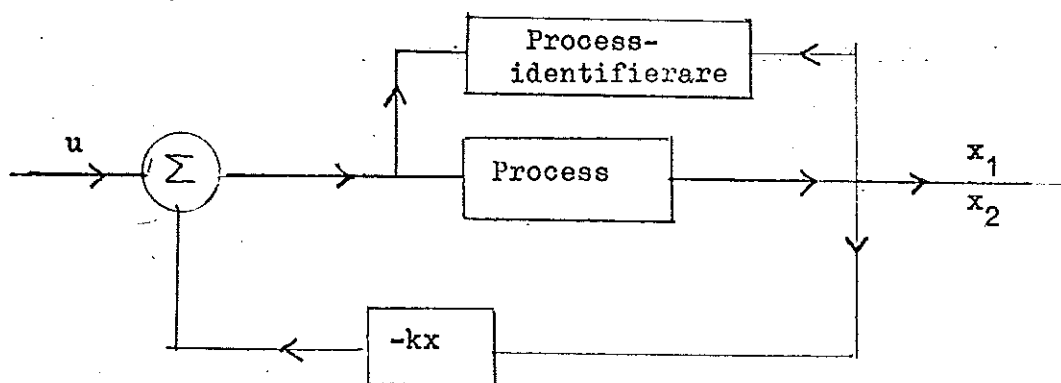 Process-
identifierare
u
Σ
Process
x₁
x₂
-kx